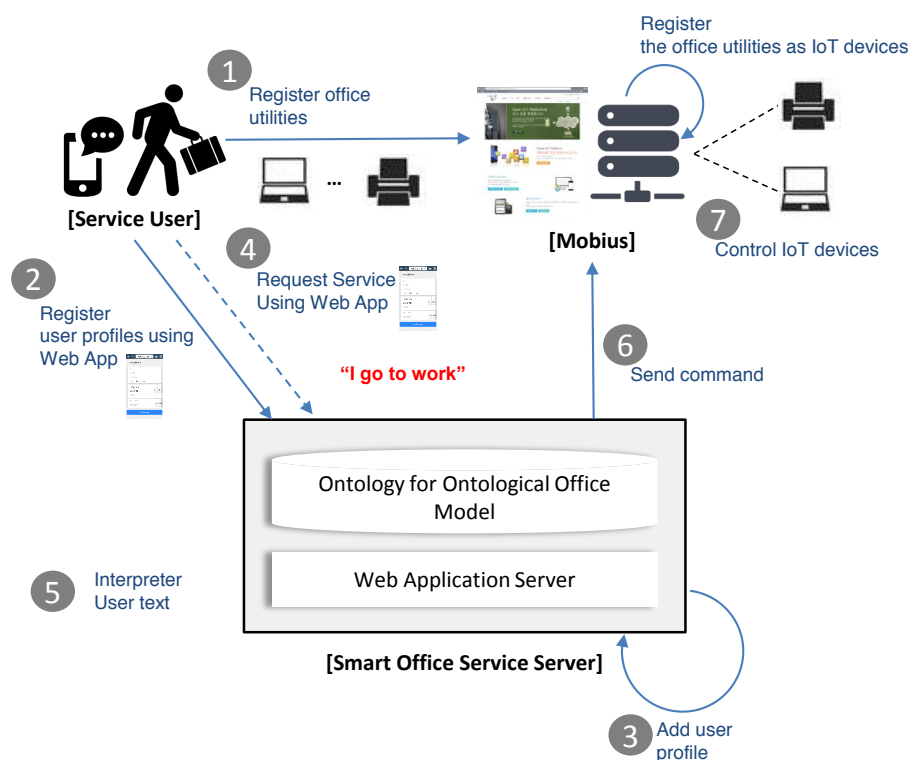 Register
the office utilities as IoT devices
1
Register office
utilities
...
[Service User]
[Mobius]
7
Control IoT devices
4
Request Service
Using Web App
2
Register
user profiles using
Web App
6
Send command
“I go to work”
Ontology for Ontological Office
Model
Web Application Server
5
Interpreter
User text
[Smart Office Service Server]
3
Add user
profile